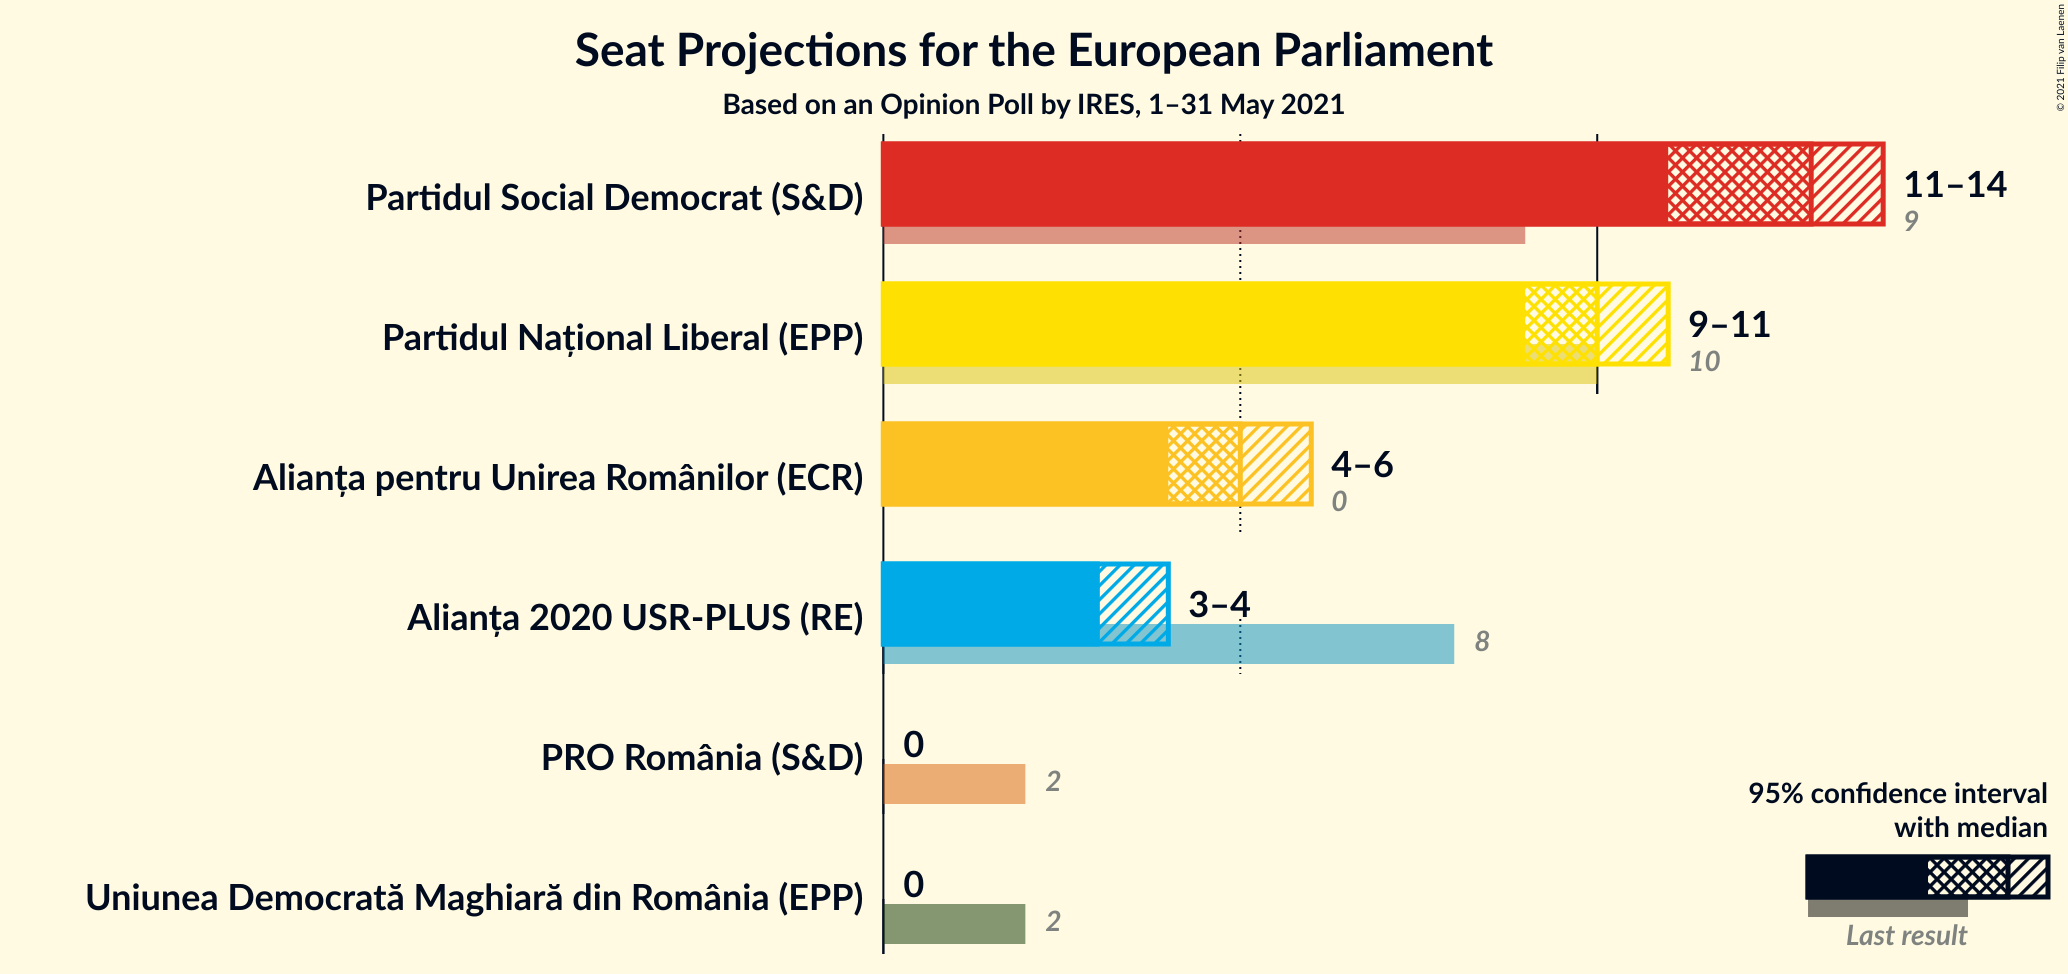 Seat Projections for the European Parliament
Based on an Opinion Poll by IRES, 1–31 May 2021
© 2021 Filip van Laenen
Partidul Social Democrat (S&D)
11–14
9
Partidul Național Liberal (EPP)
9–11
10
Alianța pentru Unirea Românilor (ECR)
4–6
0
Alianța 2020 USR-PLUS (RE)
3–4
8
PRO România (S&D)
0
2
Uniunea Democrată Maghiară din România (EPP)
0
2
95% confidence interval
with median
Last result